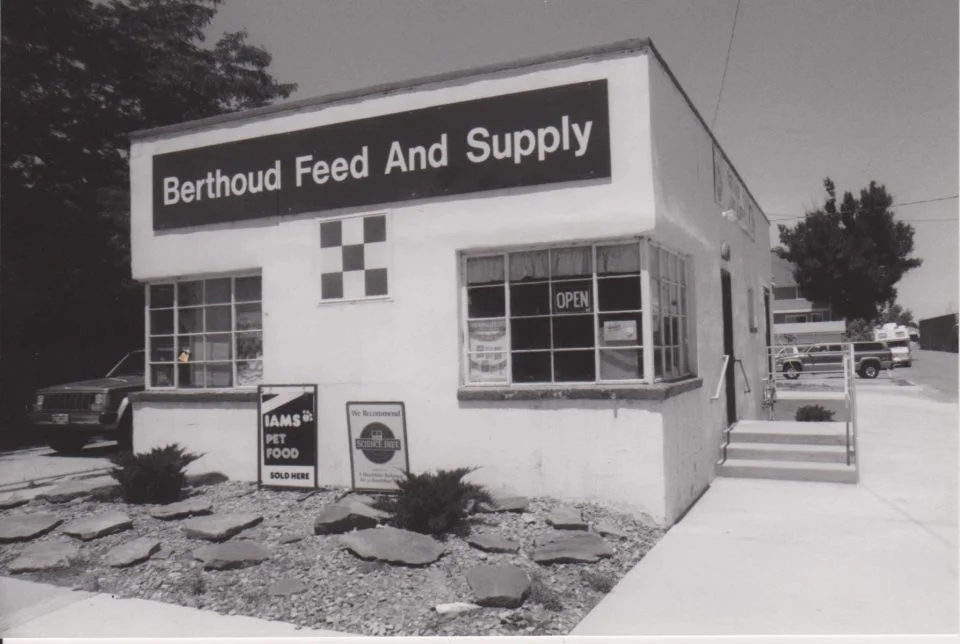 Berthoud Feed And Supply
OPEN
IAMS
PET
FOOD
SOLD HERE
We Recommend
SCIENCE DIET